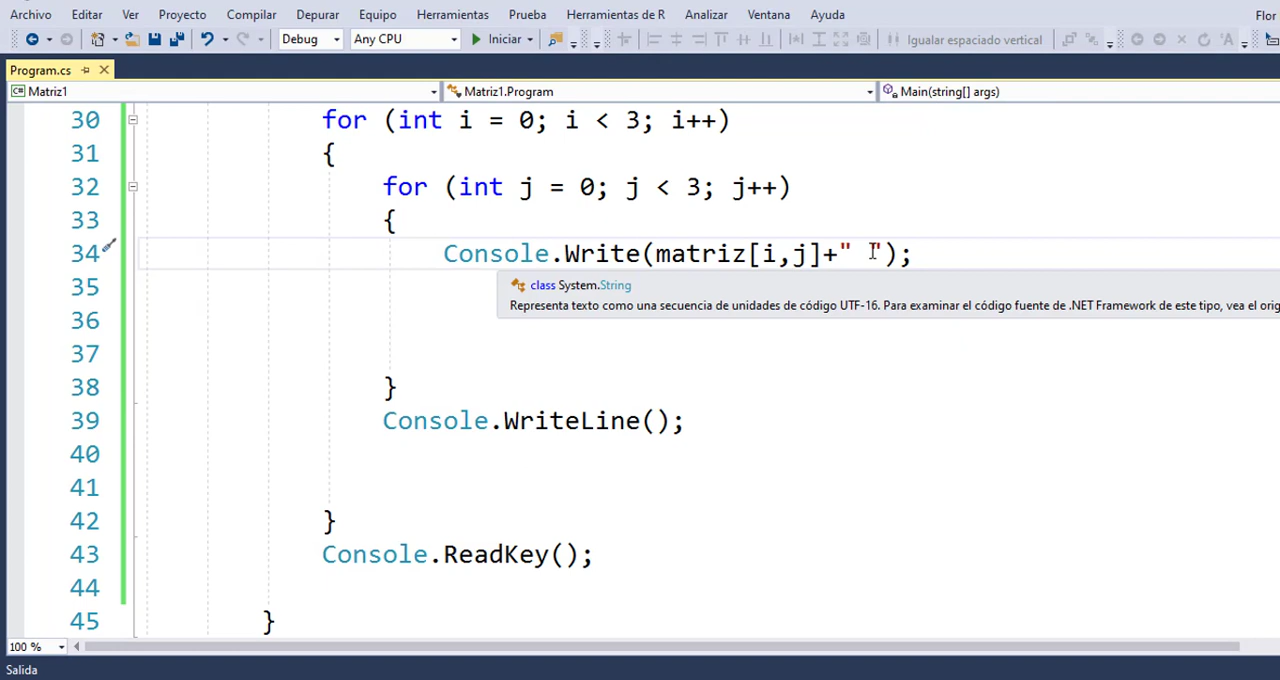 Archivo Editar Ver Proyecto Compilar Depurar Equipo Herramientas Prueba Herramientas de R Analizar Ventana Ayuda Flor
Debug Any CPU Iniciar Igualar espaciado vertical
Program.cs
C# Matriz1 Matriz1.Program Main(string[] args)
30 for (int i = 0; i < 3; i++)
31 {
32 for (int j = 0; j < 3; j++)
33 {
34 Console.Write(matriz[i,j]+" ");
class System.String
35
Representa texto como una secuencia de unidades de código UTF-16. Para examinar el código fuente de .NET Framework de este tipo, vea el orig
36
37
38 }
39 Console.WriteLine();
40
41
42 }
43 Console.ReadKey();
44
45 }
100 %
Salida